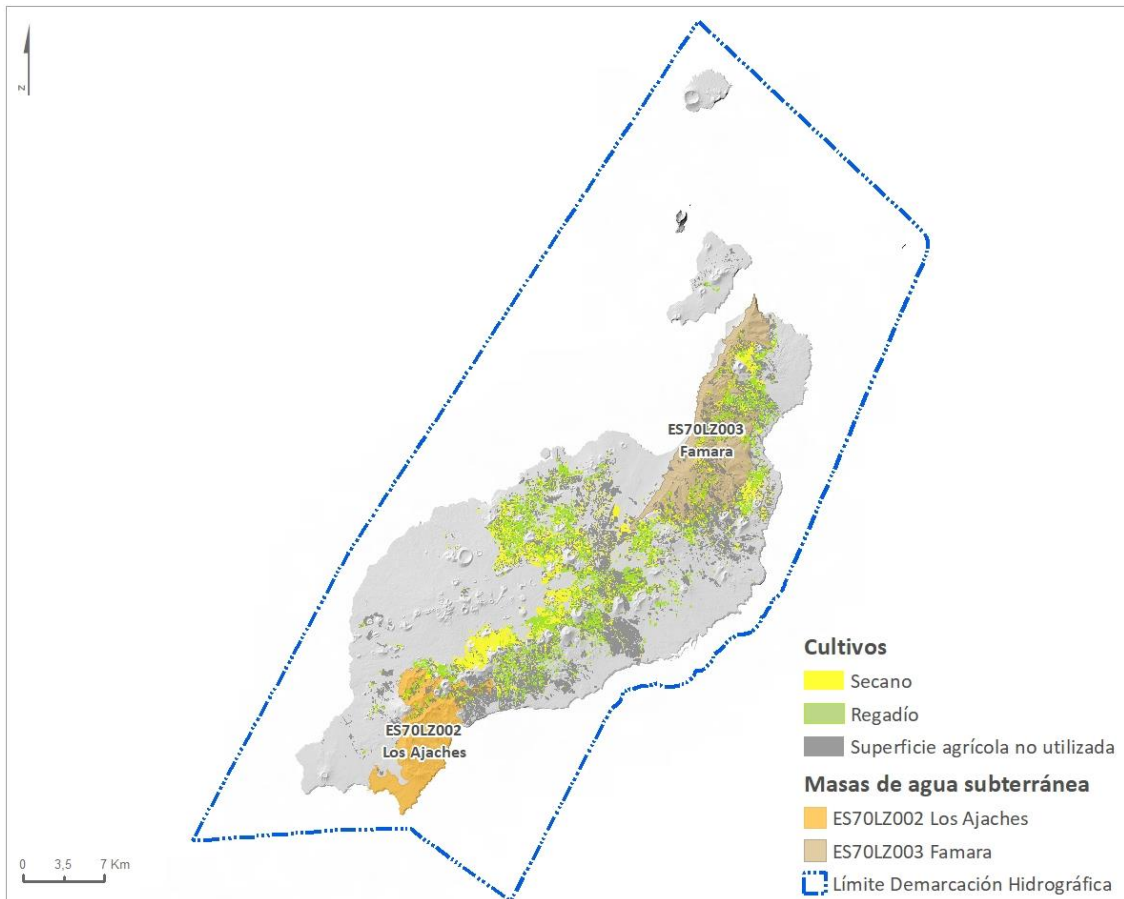 N
ES70LZ003
Famara
ES70LZ002
Los Ajaches
Cultivos
Secano
Regadío
Superficie agrícola no utilizada
Masas de agua subterránea
ES70LZ002 Los Ajaches
ES70LZ003 Famara
Límite Demarcación Hidrográfica
0 3,5 7 Km